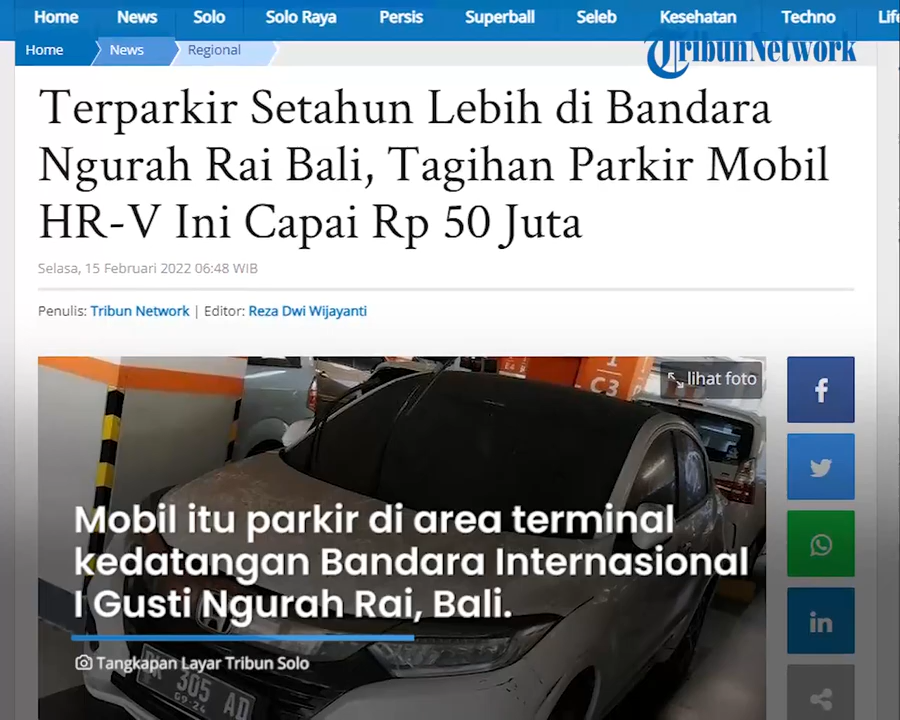 Home News Solo Solo Raya Persis Superball Seleb Kesehatan Techno
Home News Regional
TribunNetwork
Terparkir Setahun Lebih di Bandara
Ngurah Rai Bali, Tagihan Parkir Mobil
HR-V Ini Capai Rp 50 Juta
Selasa, 15 Februari 2022 06:48 WIB
Penulis: Tribun Network | Editor: Reza Dwi Wijayanti
lihat foto
1
C3
Mobil itu parkir di area terminal
kedatangan Bandara Internasional
I Gusti Ngurah Rai, Bali.
Tangkapan Layar Tribun Solo
305 AD
09·24